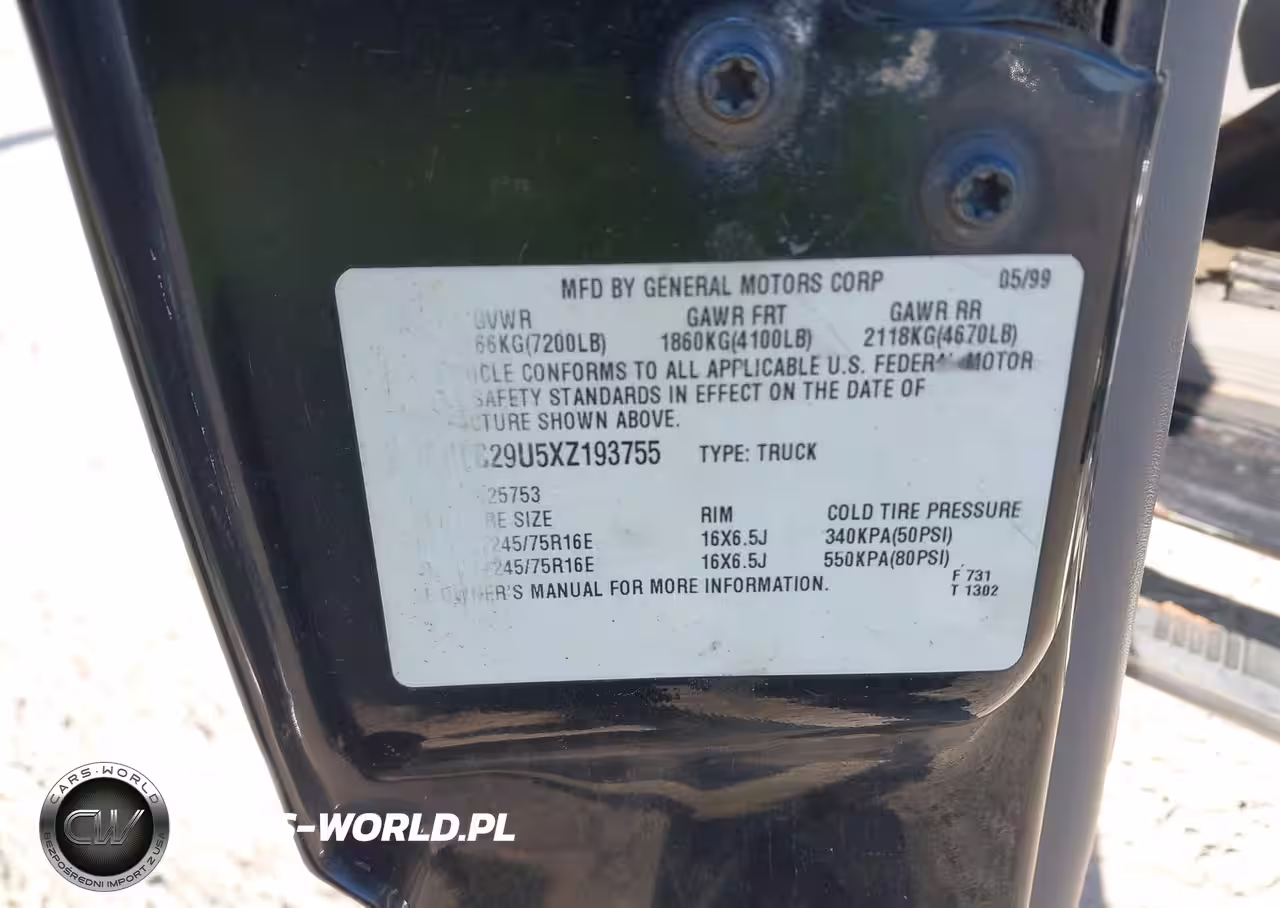 MFD BY GENERAL MOTORS CORP 05/99
GVWR GAWR FRT GAWR RR
66KG(7200LB) 1860KG(4100LB) 2118KG(4670LB)
ICLE CONFORMS TO ALL APPLICABLE U.S. MOTOR
SAFETY STANDARDS IN EFFECT ON THE DATE OF
CTURE SHOWN ABOVE.
C29U5XZ193755 TYPE: TRUCK
25753
RE SIZE RIM COLD TIRE PRESSURE
245/75R16E 16X6.5J 340KPA(50PSI)
245/75R16E 16X6.5J 550KPA(80PSI)
OWNER'S MANUAL FOR MORE INFORMATION.
F 731
T 1302
CARS-WORLD
CW
BEZPOŚREDNI IMPORT Z USA
S-WORLD.PL